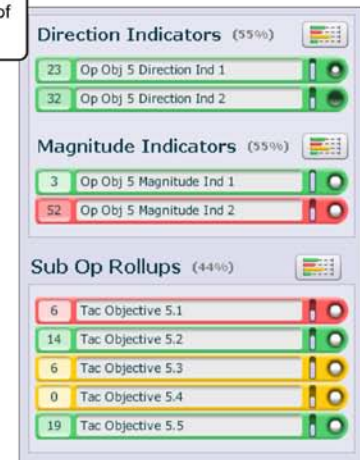 of
Direction Indicators (55%)
23 Op Obj 5 Direction Ind 1
32 Op Obj 5 Direction Ind 2
Magnitude Indicators (55%)
3 Op Obj 5 Magnitude Ind 1
52 Op Obj 5 Magnitude Ind 2
Sub Op Rollups (44%)
6 Tac Objective 5.1
14 Tac Objective 5.2
6 Tac Objective 5.3
0 Tac Objective 5.4
19 Tac Objective 5.5